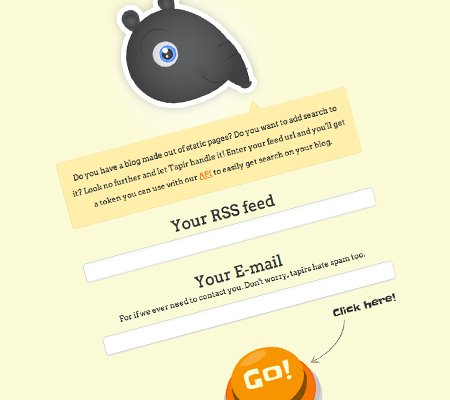 Do you have a blog made out of static pages? Do you want to add search to
it? Look no further and let Tapir handle it! Enter your feed url and you'll get
a token you can use with our API to easily get search on your blog.
Your RSS feed
Your E-mail
For if we ever need to contact you. Don't worry, tapirs hate spam too.
Click here!
Go!